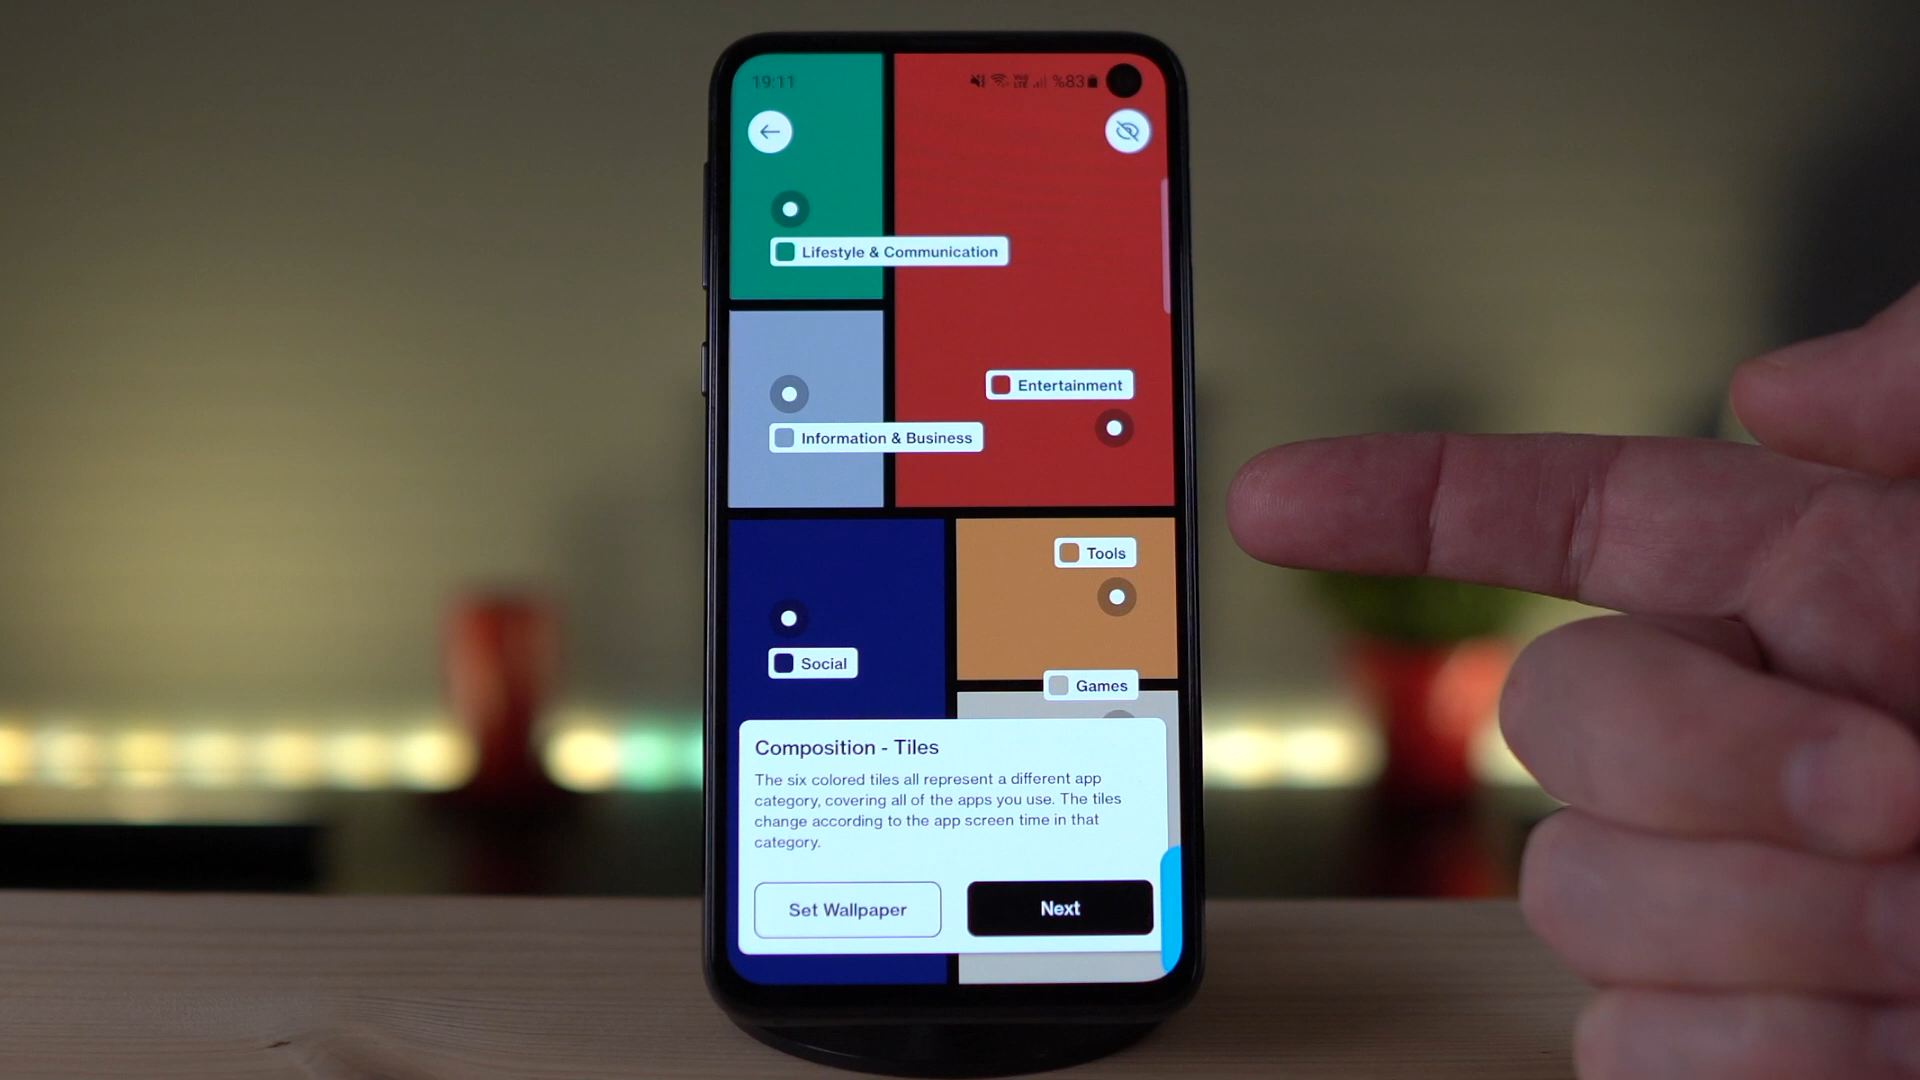 19:11
%83
Lifestyle & Communication
Entertainment
Information & Business
Tools
Social
Games
Composition - Tiles
The six colored tiles all represent a different app
category, covering all of the apps you use. The tiles
change according to the app screen time in that
category.
Set Wallpaper
Next